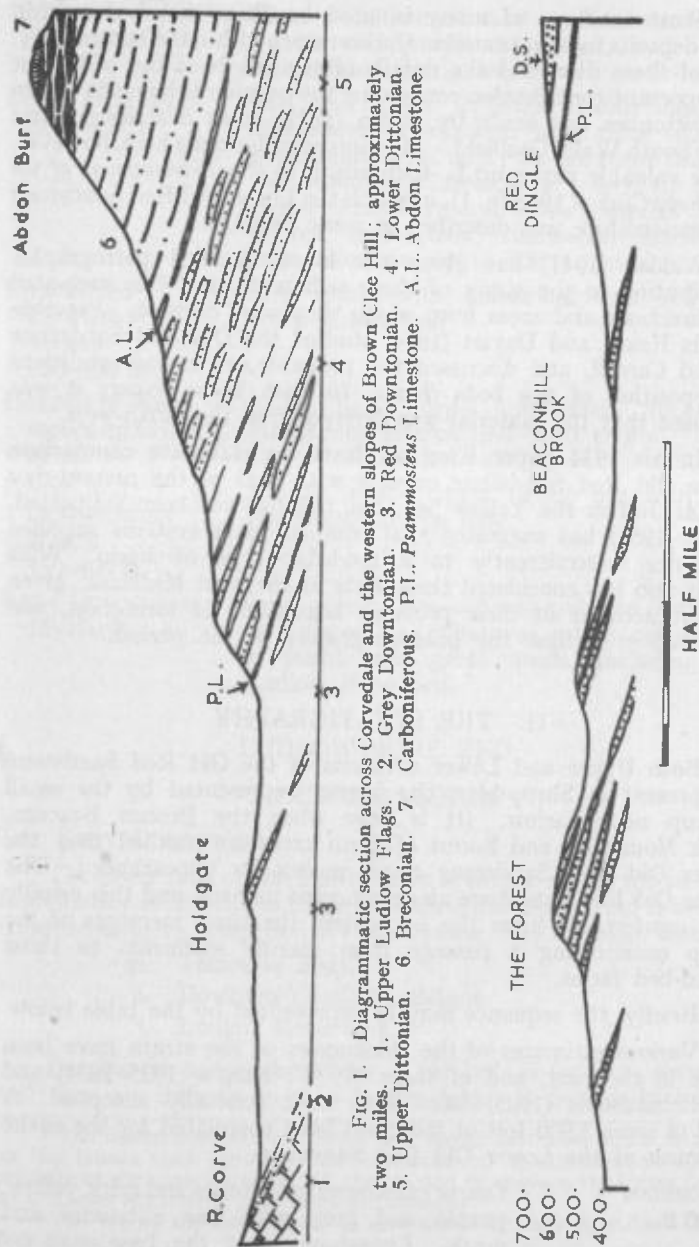 Abdon Burf 7
6
A.L.
P.L.
Holdgate
R.Corve
1 2 3 3 4 5
FIG. 1. Diagrammatic section across Corvedale and the western slopes of Brown Clee Hill; approximately
two miles. 1. Upper Ludlow Flags. 2. Grey Downtonian. 3. Red Downtonian. 4. Lower Dittonian.
5. Upper Dittonian. 6. Breconian. 7. Carboniferous. P.L. Psammosteus Limestone. A.L. Abdon Limestone.
THE FOREST
BEACONHILL
BROOK
RED
DINGLE
D.S.
P.L.
700-
600-
500-
400-
HALF MILE